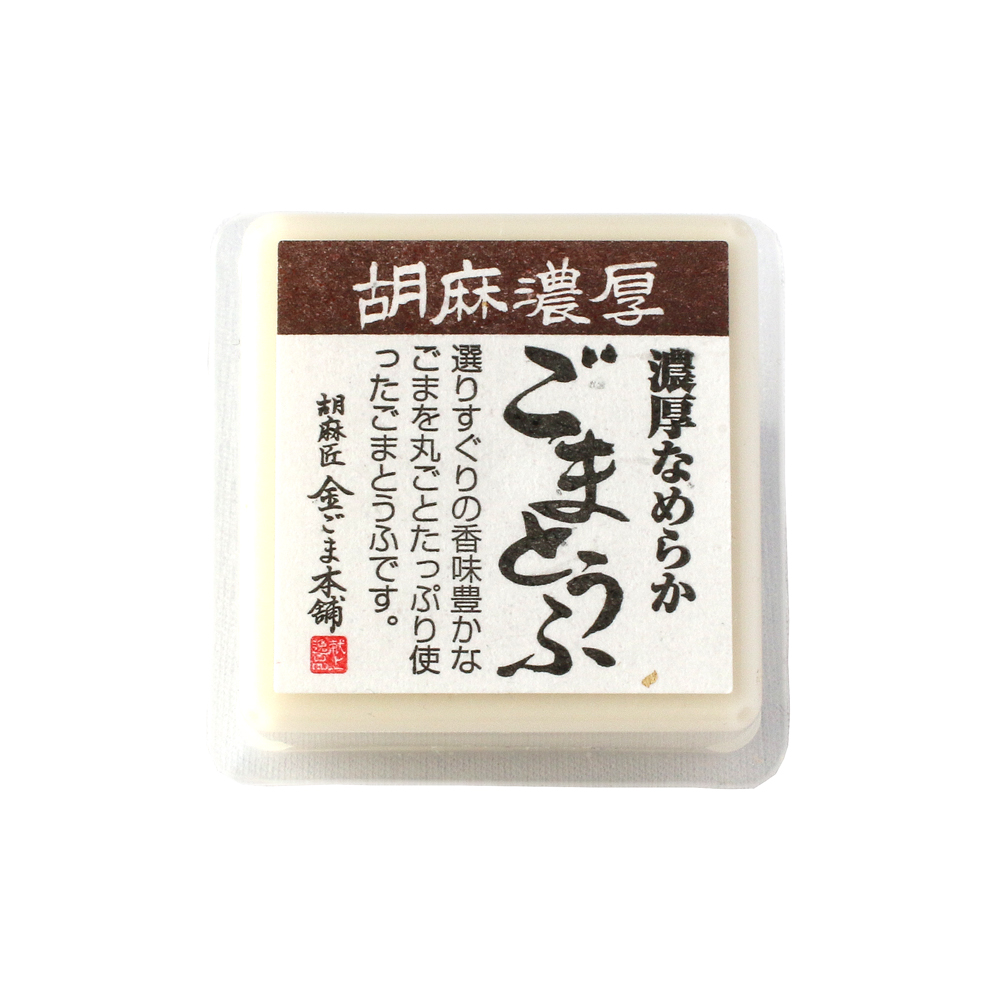 胡麻濃厚
濃厚なめらか
ごまとうふ
選りすぐりの香味豊かな
ごまを丸ごとたっぷり使
ったごまとうふです。
胡麻匠 金ごま本舗